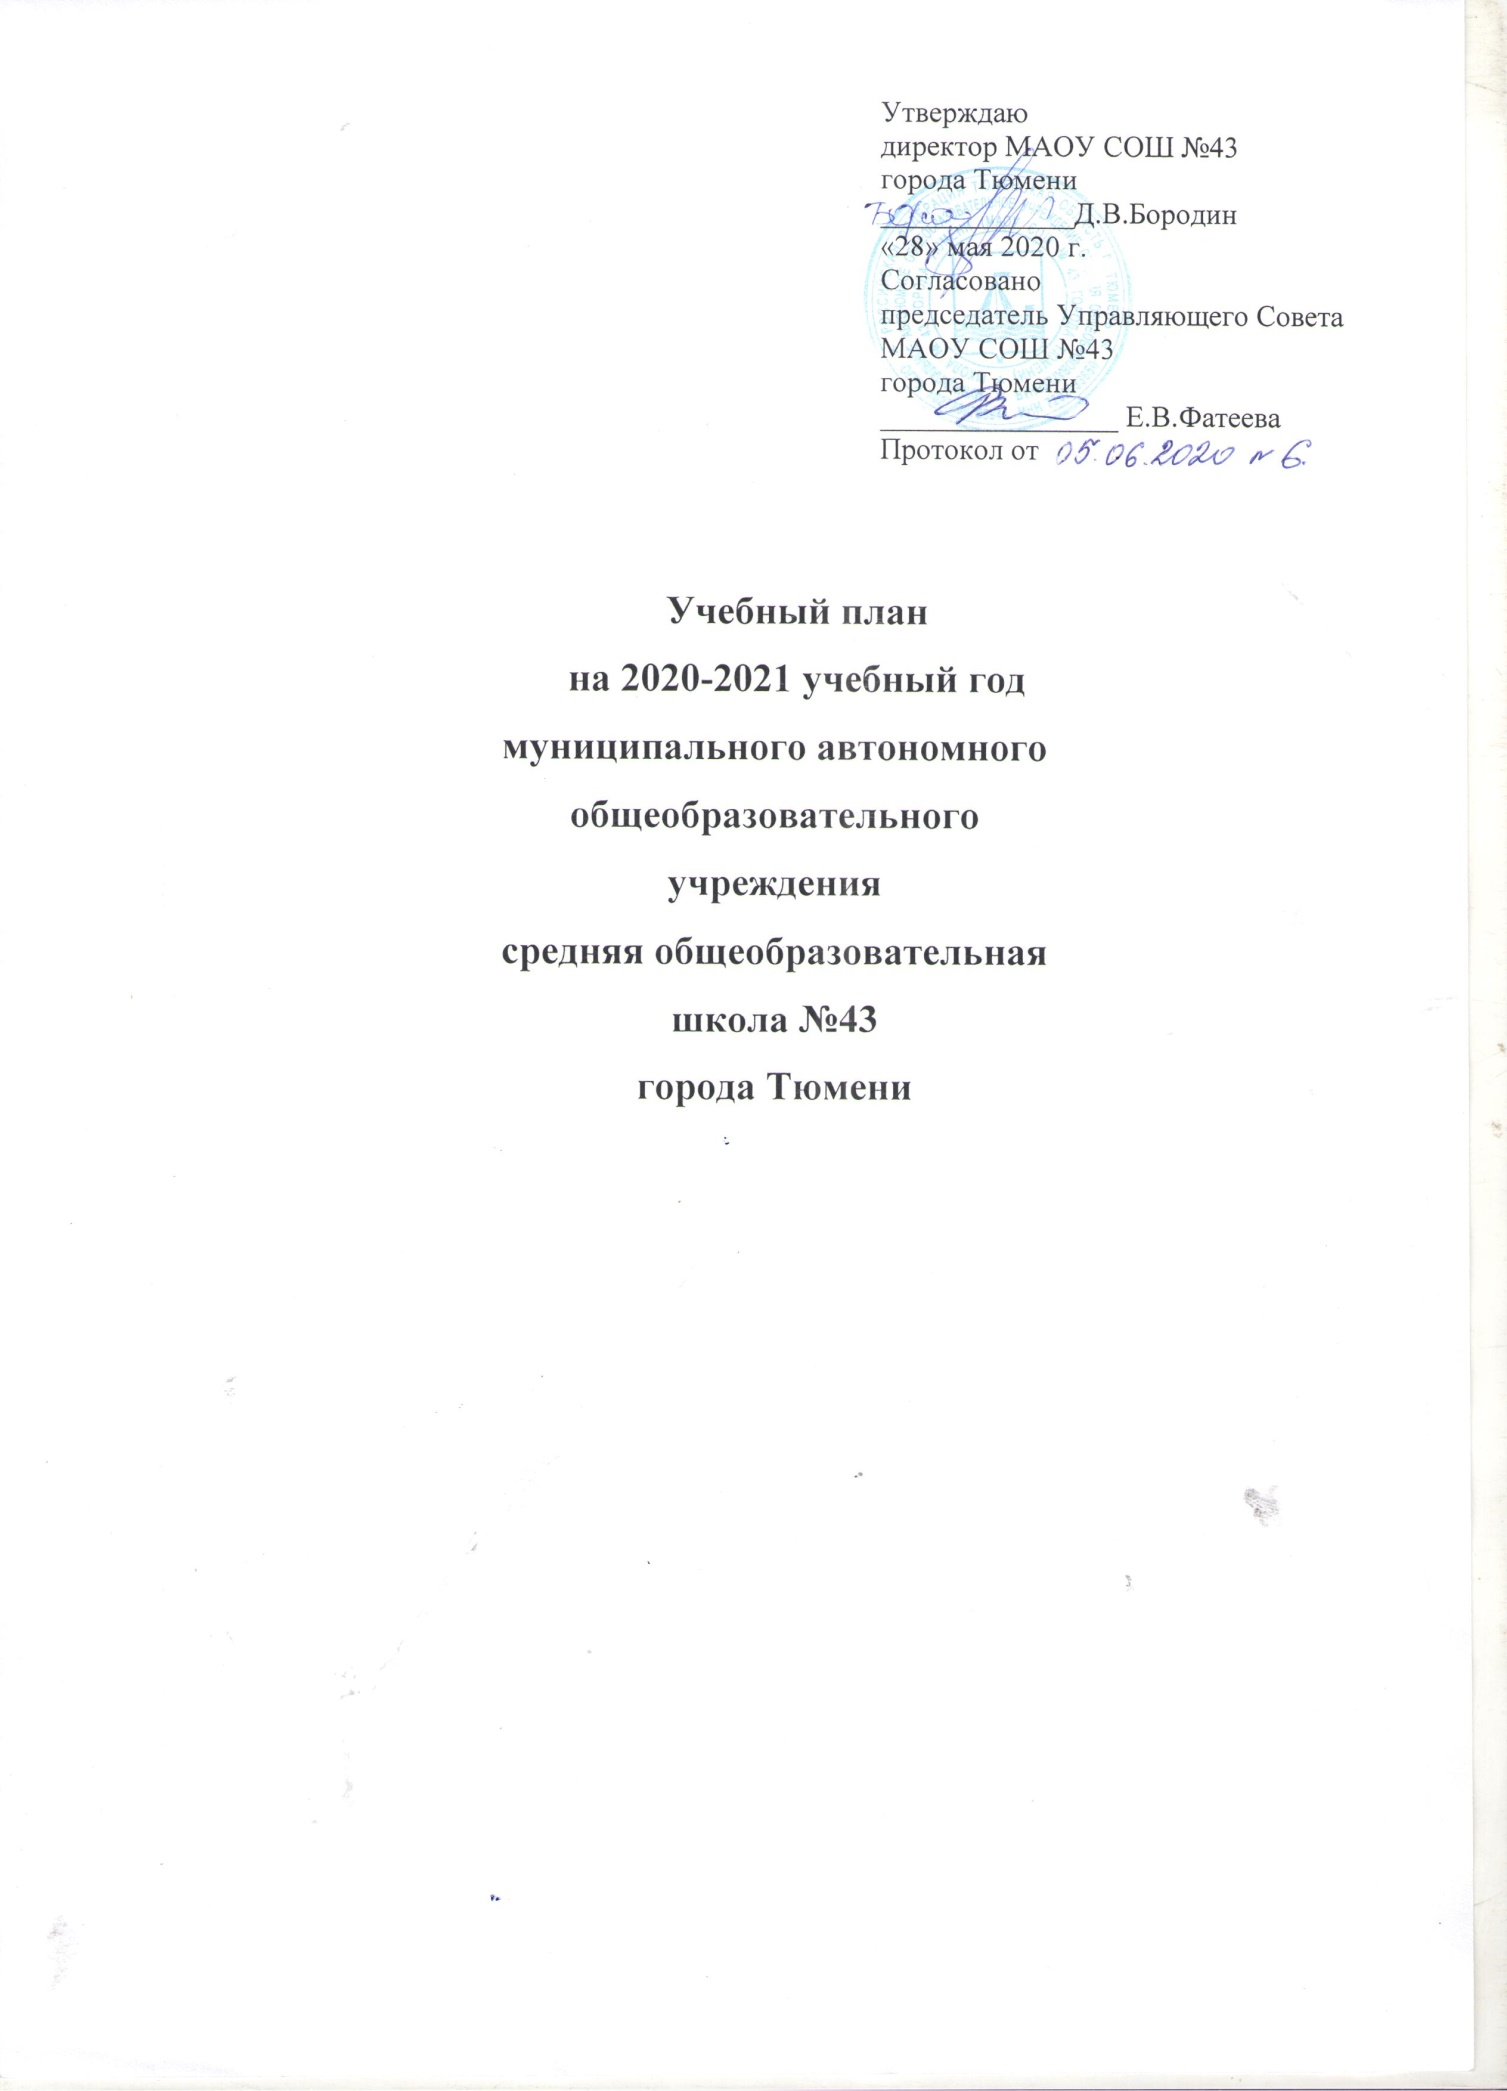 Утверждаю
директор МАОУ СОШ №43
города Тюмени
_____________Д.В.Бородин
«28» мая 2020 г.
Согласовано
председатель Управляющего Совета
МАОУ СОШ №43
города Тюмени
________________ Е.В.Фатеева
Протокол от 05.06.2020 № 6.
Учебный план
на 2020-2021 учебный год
муниципального автономного
общеобразовательного
учреждения
средняя общеобразовательная
школа №43
города Тюмени